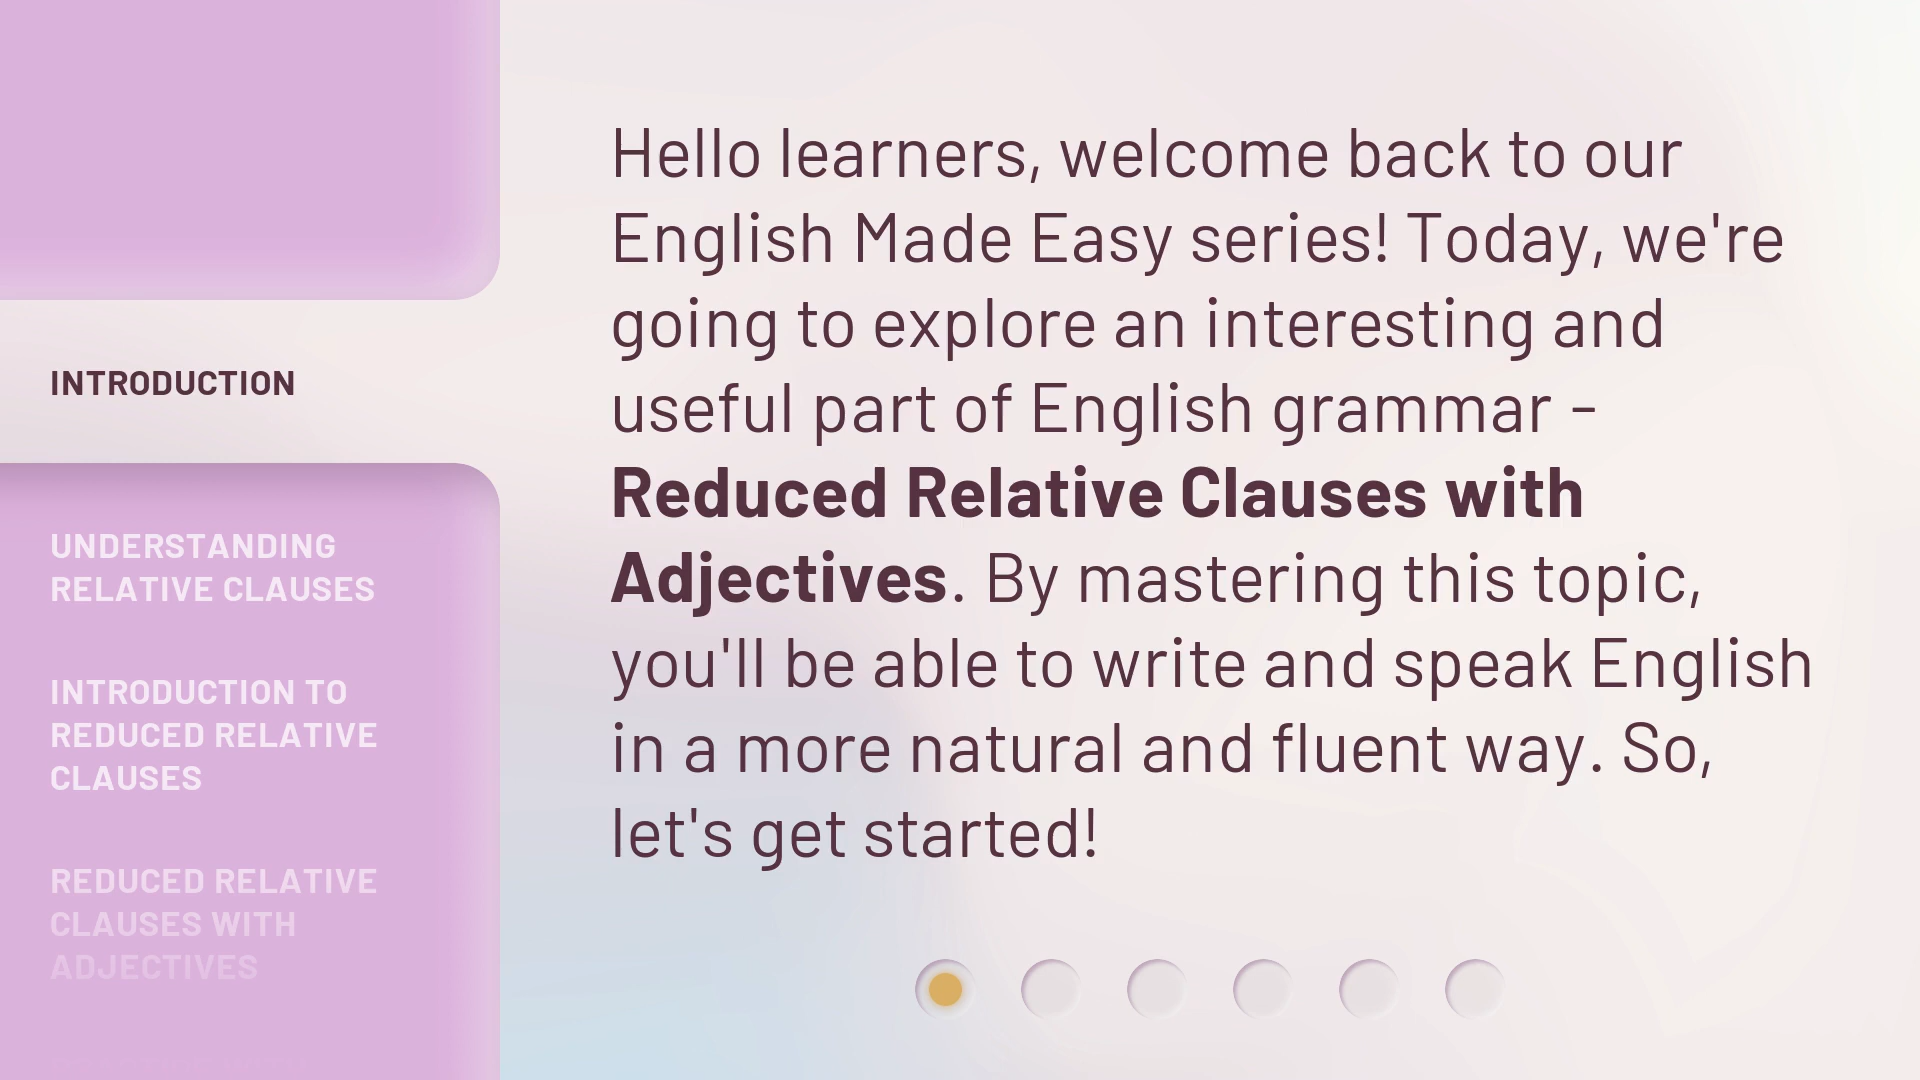 INTRODUCTION
UNDERSTANDING
RELATIVE CLAUSES
INTRODUCTION TO
REDUCED RELATIVE
CLAUSES
REDUCED RELATIVE
CLAUSES WITH
ADJECTIVES
Hello learners, welcome back to our
English Made Easy series! Today, we're
going to explore an interesting and
useful part of English grammar -
Reduced Relative Clauses with
Adjectives. By mastering this topic,
you'll be able to write and speak English
in a more natural and fluent way. So,
let's get started!